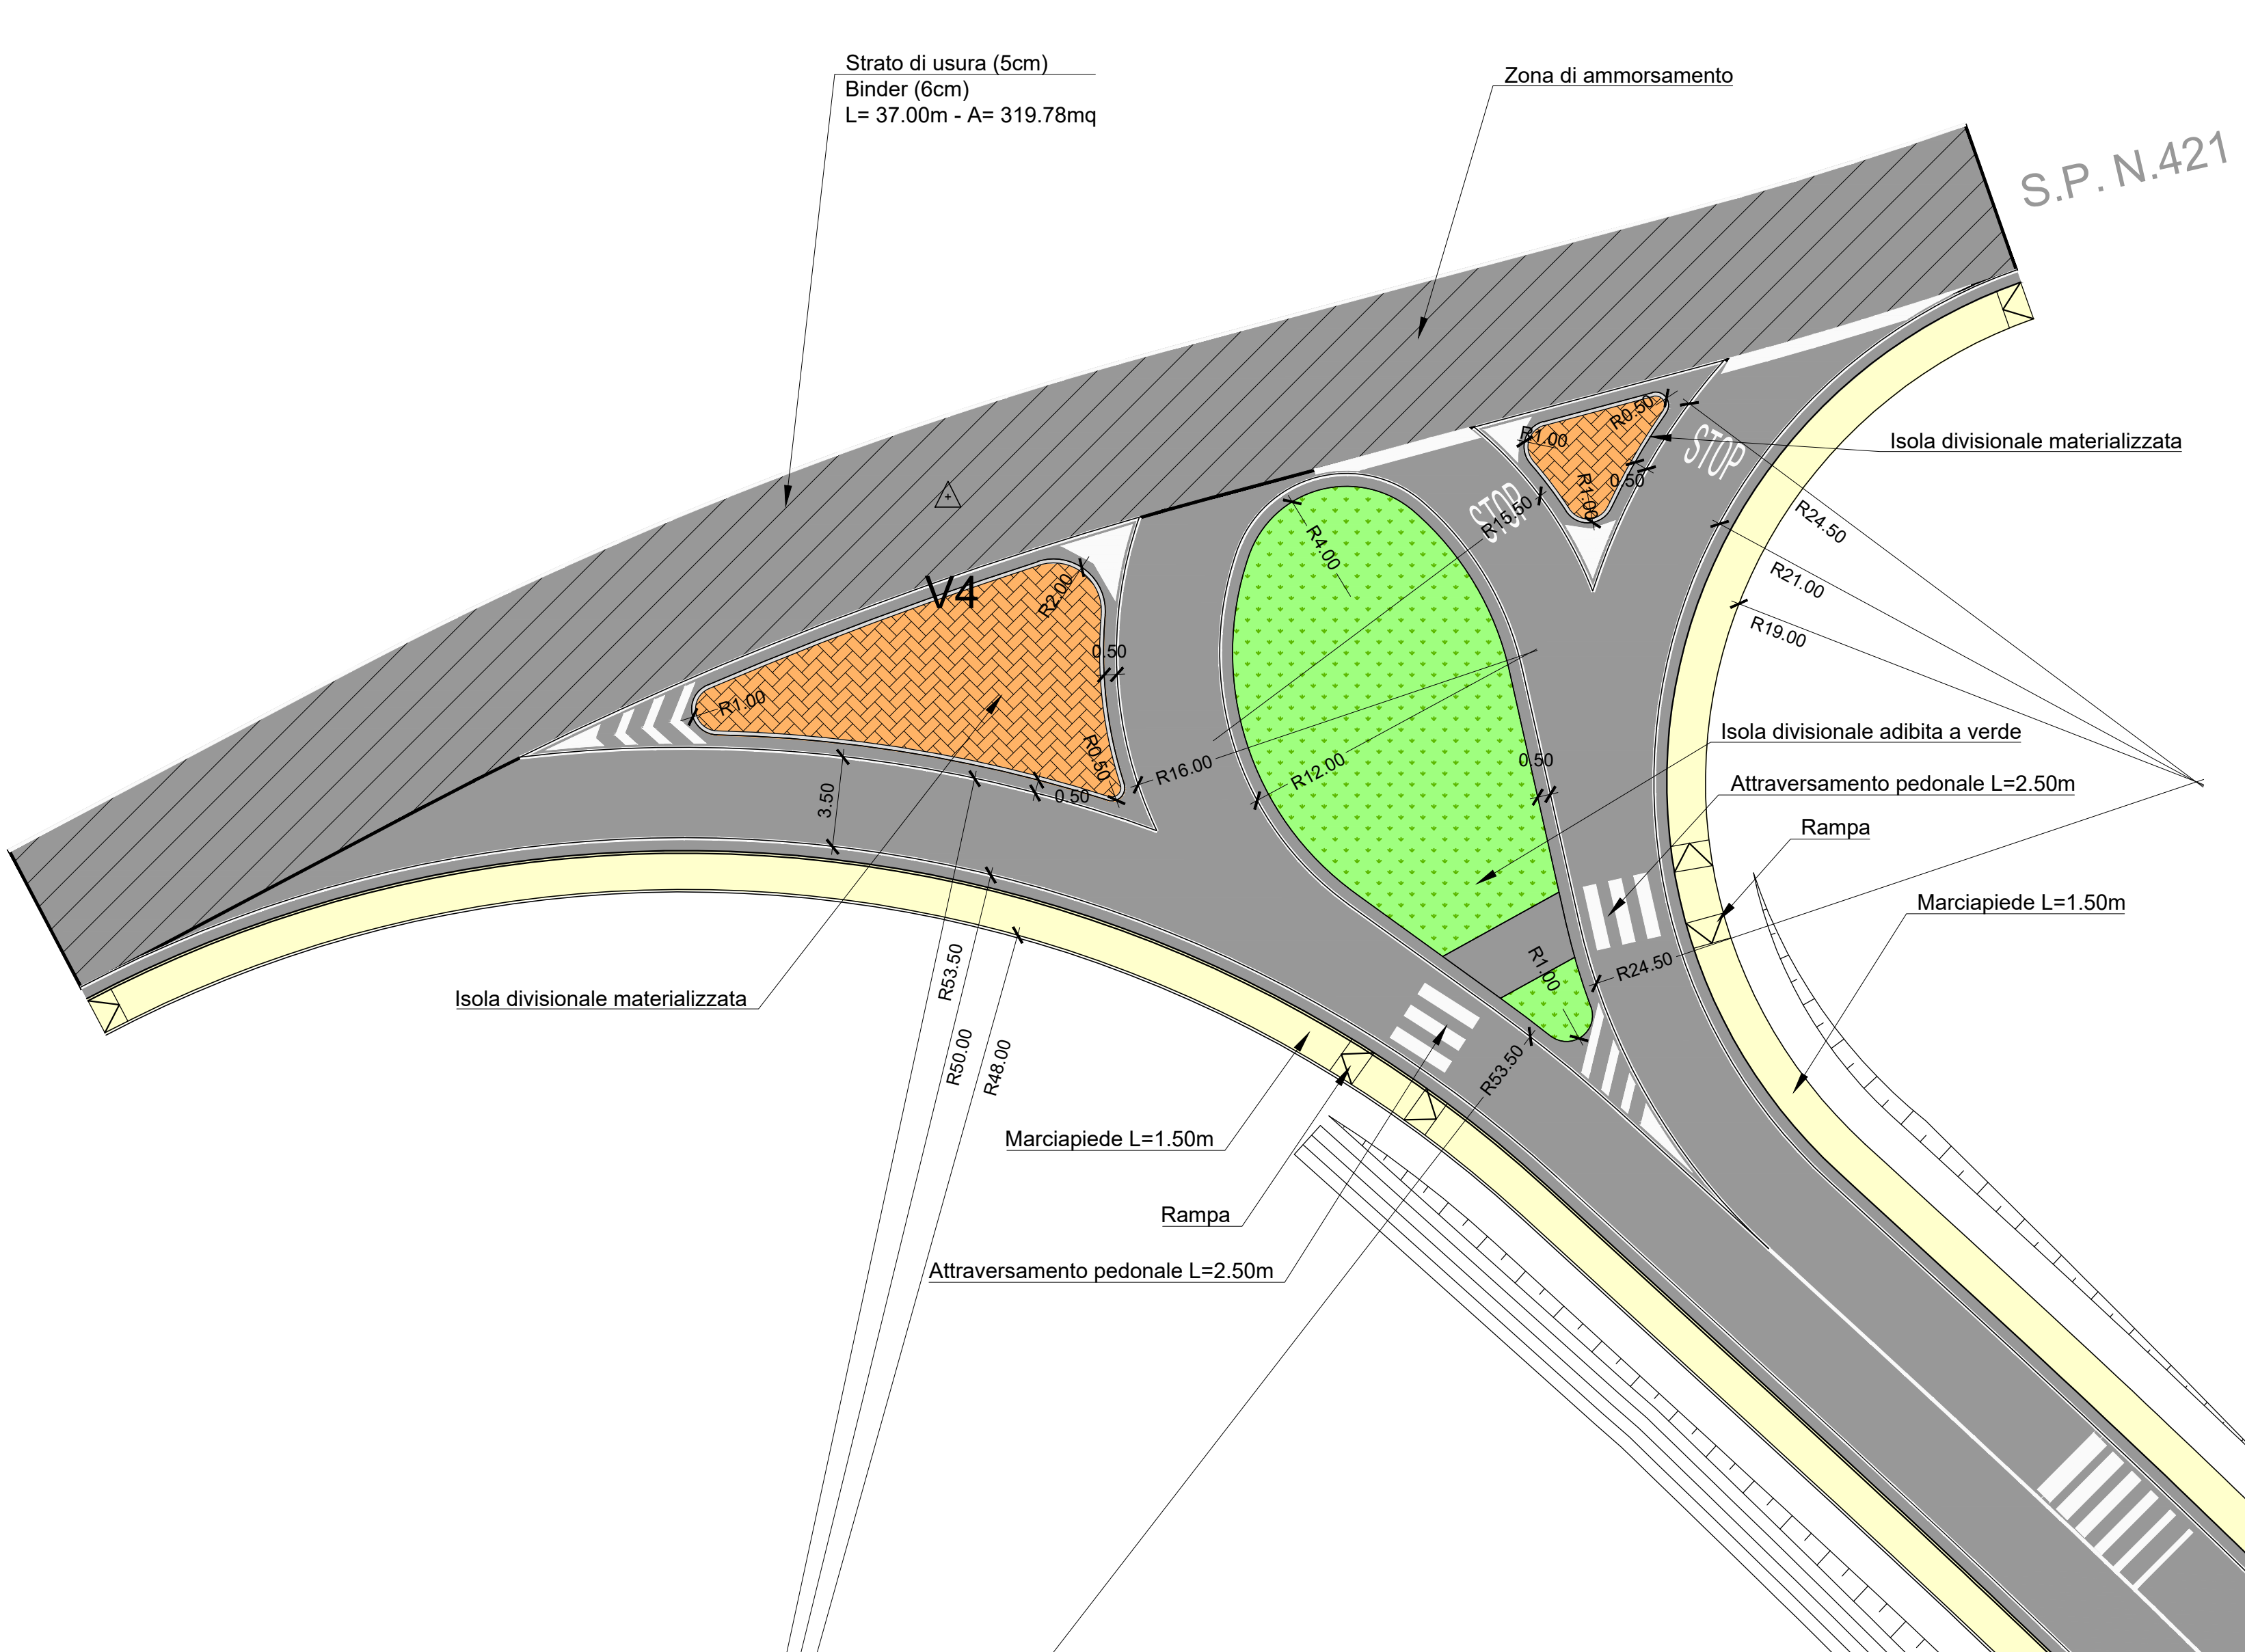 Strato di usura (5cm)
Binder (6cm)
L= 37.00m - A= 319.78mq
Zona di ammorsamento
S.P. N.421
Isola divisionale materializzata
R0.50
R1.00
R1.00
0.50
STOP
STOP
R15.50
R24.50
R21.00
R19.00
R4.00
V4
R2.00
0.50
R1.00
R0.50
0.50
3.50
R16.00
R12.00
0.50
Isola divisionale adibita a verde
Attraversamento pedonale L=2.50m
Rampa
Marciapiede L=1.50m
R24.50
R1.00
Isola divisionale materializzata
R53.50
R50.00
R48.00
R53.50
Marciapiede L=1.50m
Rampa
Attraversamento pedonale L=2.50m